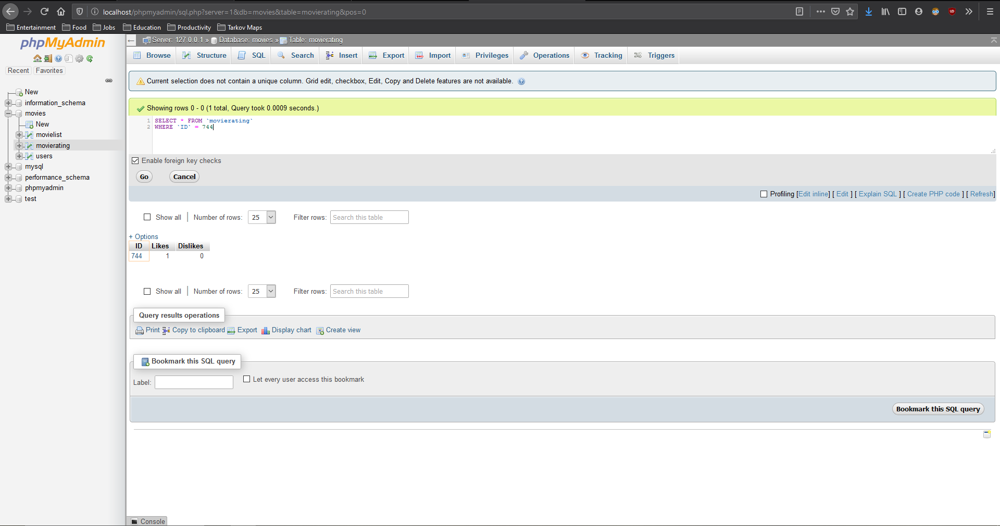 localhost/phpmyadmin/sql.php?server=1&db=movies&table=movierating&pos=0
Entertainment Food Jobs Education Productivity Tarkov Maps
phpMyAdmin
Recent Favorites
New
information_schema
movies
New
movielist
movierating
users
mysql
performance_schema
phpmyadmin
test
Server: 127.0.0.1 » Database: movies » Table: movierating
Browse Structure SQL Search Insert Export Import Privileges Operations Tracking Triggers
Current selection does not contain a unique column. Grid edit, checkbox, Edit, Copy and Delete features are not available.
Showing rows 0 - 0 (1 total, Query took 0.0009 seconds.)
1 SELECT * FROM `movierating`
2 WHERE `ID` = 744
Enable foreign key checks
Go Cancel
Profiling [Edit inline] [ Edit ] [ Explain SQL ] [ Create PHP code ] [ Refresh]
Show all Number of rows: 25 Filter rows: Search this table
+ Options
ID Likes Dislikes
744 1 0
Show all Number of rows: 25 Filter rows: Search this table
Query results operations
Print Copy to clipboard Export Display chart Create view
Bookmark this SQL query
Label: Let every user access this bookmark
Bookmark this SQL query
Console